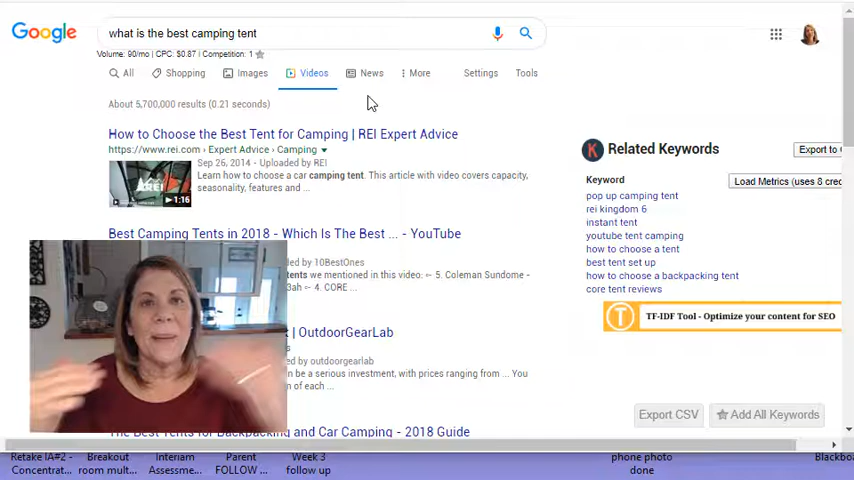 Google
what is the best camping tent
Volume: 90/mo | CPC: $0.87 | Competition: 1
All
Shopping
Images
Videos
News
More
Settings
Tools
About 5,700,000 results (0.21 seconds)
How to Choose the Best Tent for Camping | REI Expert Advice
https://www.rei.com › Expert Advice › Camping
Sep 26, 2014 - Uploaded by REI
Learn how to choose a car camping tent. This article with video covers capacity,
seasonality, features and ...
REI
1:16
Best Camping Tents in 2018 - Which Is The Best ... - YouTube
ded by 10BestOnes
tents we mentioned in this video: ➳ 5. Coleman Sundome -
3ah ➳ 4. CORE ...
| OutdoorGearLab
ed by outdoorgearlab
n be a serious investment, with prices ranging from ... You
n of each ...
The Best Tents for Backpacking and Car Camping - 2018 Guide
K
Related Keywords
Export to
Keyword
Load Metrics (uses 8 cred
pop up camping tent
rei kingdom 6
instant tent
youtube tent camping
how to choose a tent
best tent set up
how to choose a backpacking tent
core tent reviews
T
TF-IDF Tool - Optimize your content for SEO
Export CSV
Add All Keywords
Retake IA#2 -
Concentrat...
Breakout
room mult...
Interiam
Assessme...
Parent
FOLLOW ...
Week 3
follow up
phone photo
done
Blackboa